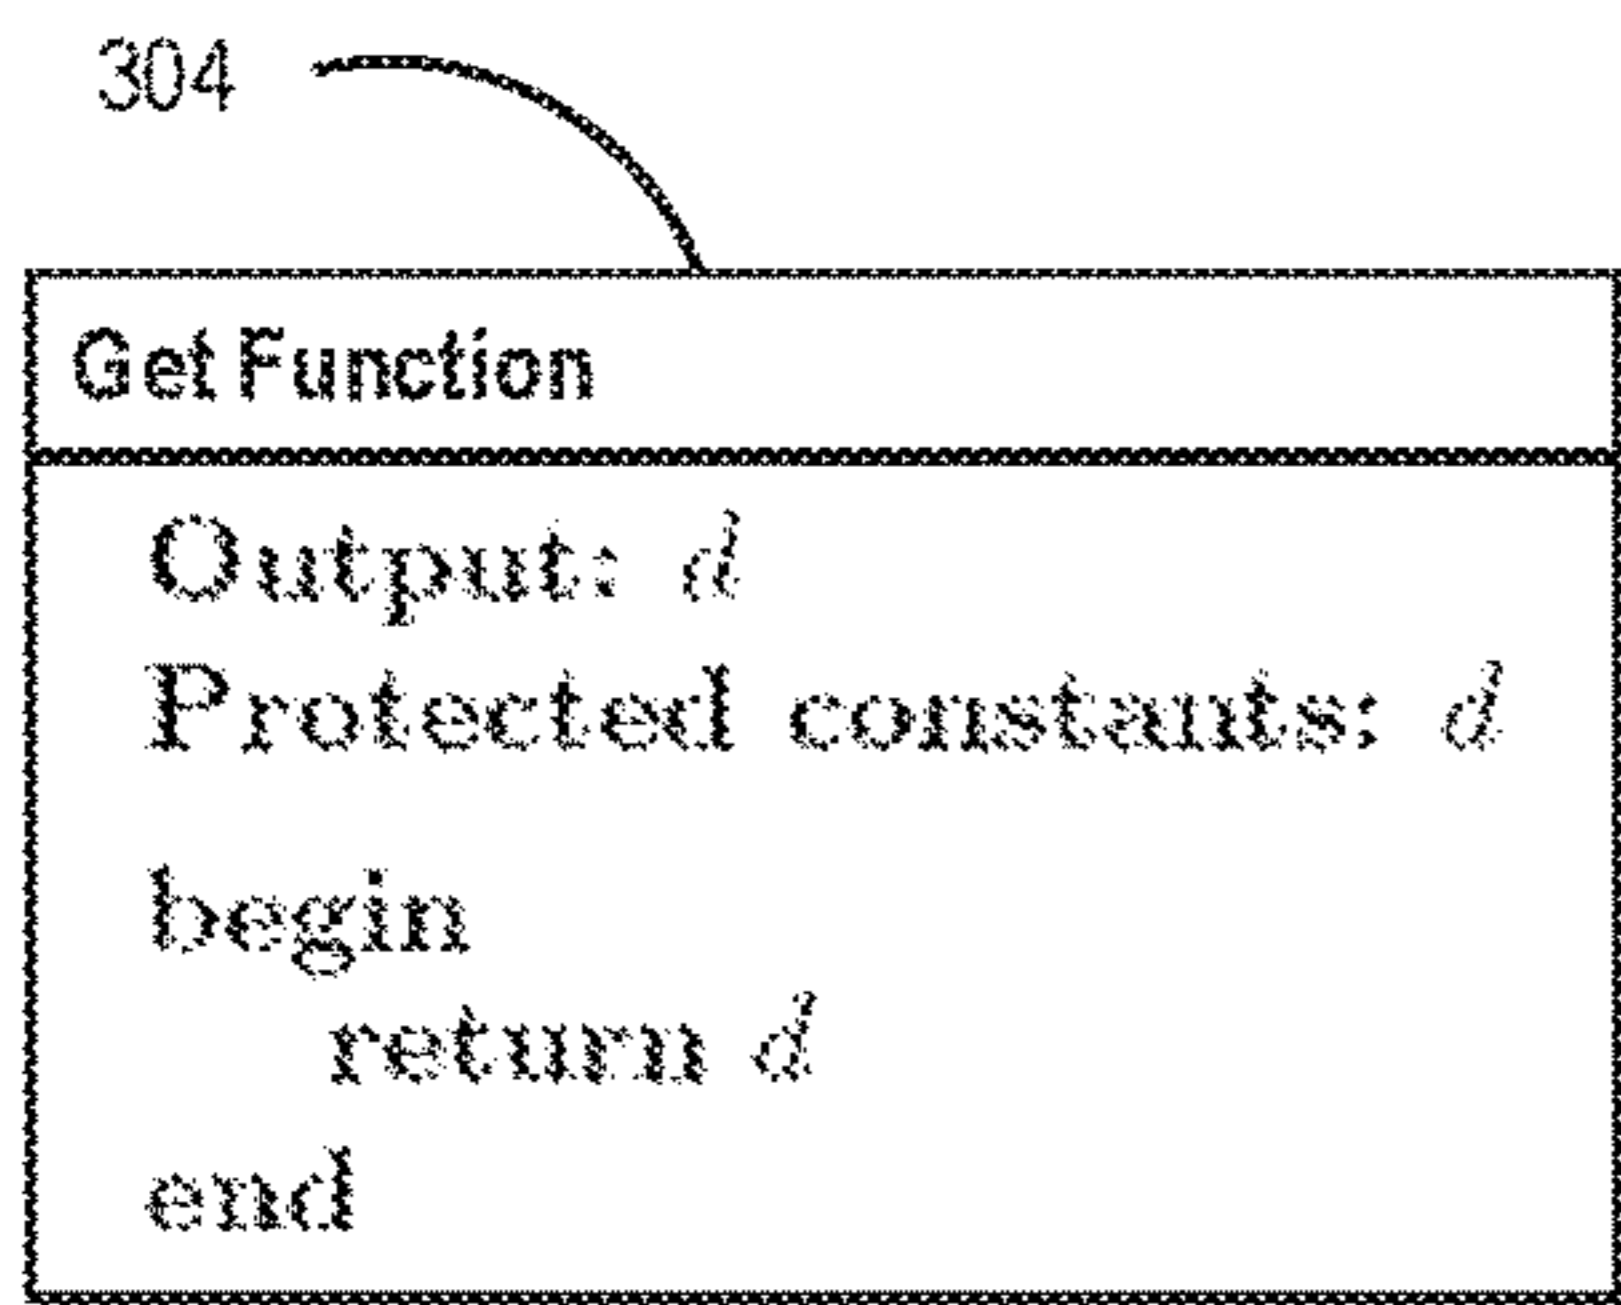 304
Get Function
Output: d
Protected constants: d
begin
return d
end